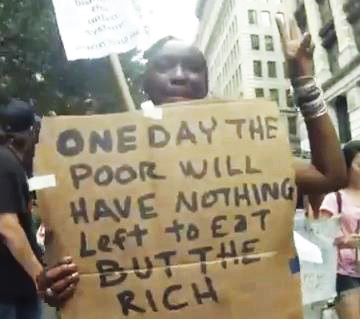 ONE DAY THE
POOR WILL
HAVE NOTHING
Left to EaT
BUT THE
RICH